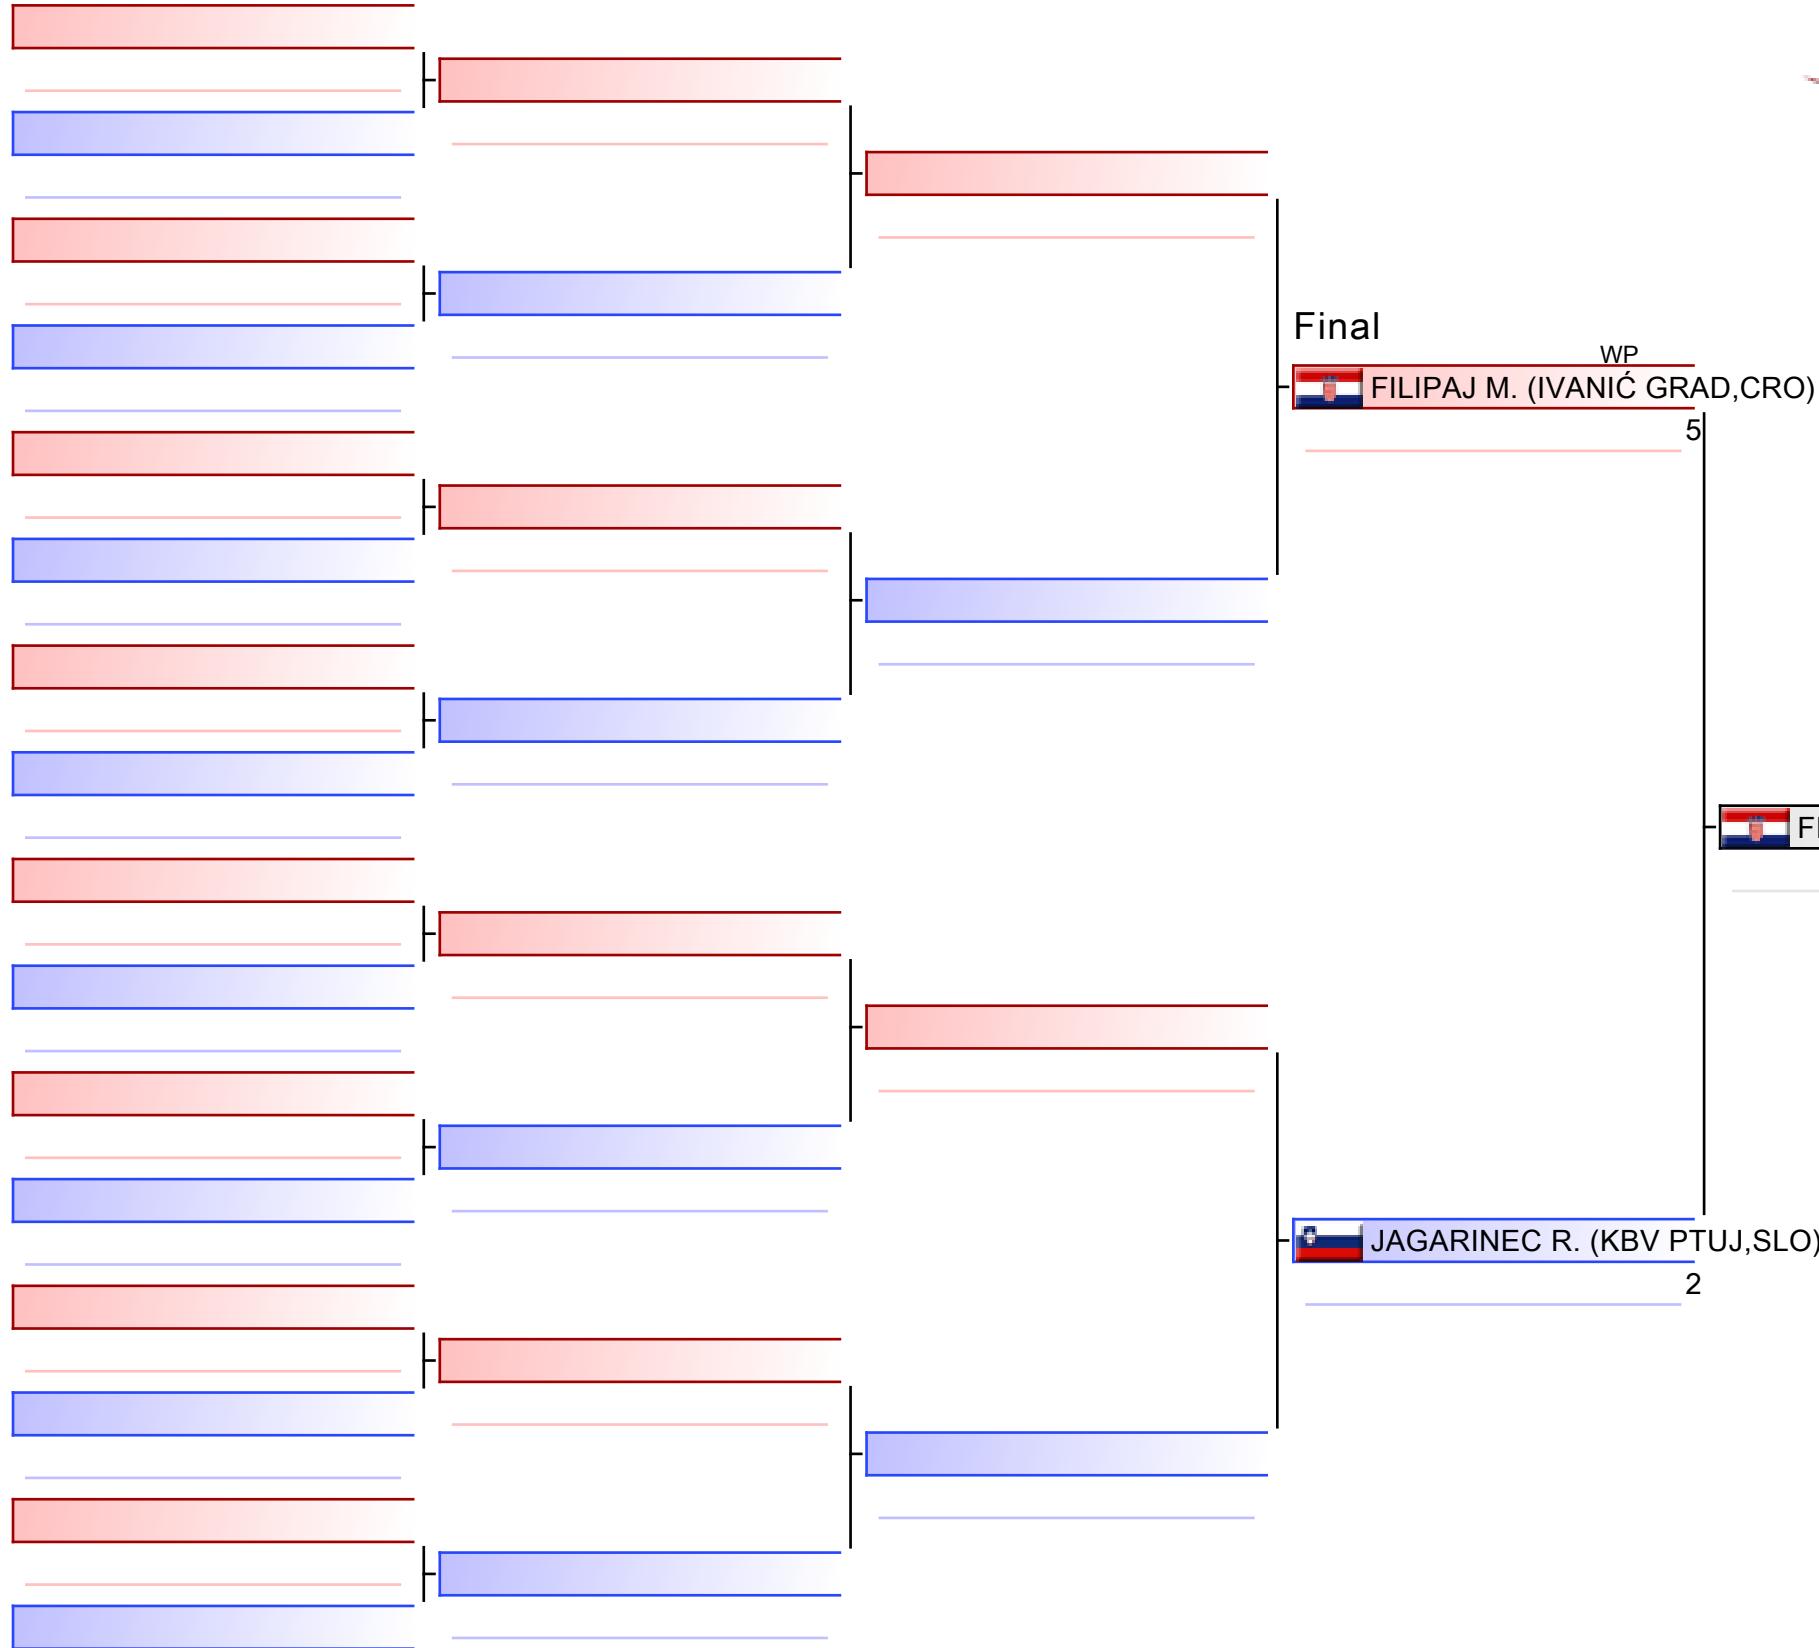 Final
WP
FILIPAJ M. (IVANIĆ GRAD,CRO)
5
JAGARINEC R. (KBV PTUJ,SLO)
2